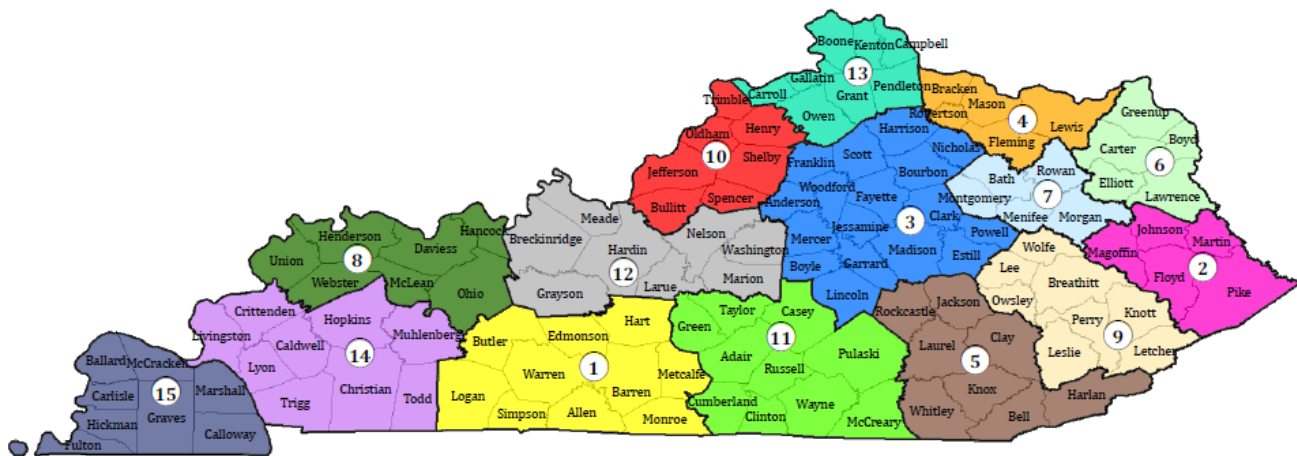 Boone
Kenton
Campbell
13
Gallatin
Carroll
Grant
Pendleton
Owen
Bracken
Mason
Robertson
4
Lewis
Fleming
Greenup
Boyd
Carter
6
Elliott
Lawrence
Trimble
Henry
Oldham
10
Shelby
Jefferson
Spencer
Bullitt
Harrison
Nicholas
Scott
Franklin
Bourbon
Woodford
Fayette
Anderson
3
Clark
Jessamine
Mercer
Powell
Madison
Estill
Boyle
Garrard
Lincoln
Rowan
Bath
7
Montgomery
Menifee
Morgan
Johnson
Martin
Magoffin
2
Floyd
Pike
Wolfe
Lee
Breathitt
Owsley
Knott
Perry
9
Leslie
Letcher
Meade
Nelson
Breckinridge
Hardin
Washington
12
Marion
Grayson
Larue
Hancock
Henderson
Daviess
Union
8
Webster
McLean
Ohio
Crittenden
Hopkins
Livingston
Muhlenberg
Caldwell
14
Lyon
Christian
Trigg
Todd
Hart
Edmonson
Butler
Warren
1
Metcalfe
Logan
Barren
Simpson
Allen
Monroe
Taylor
Casey
Green
11
Adair
Pulaski
Russell
Cumberland
Wayne
Clinton
McCreary
Jackson
Rockcastle
Laurel
Clay
5
Knox
Harlan
Whitley
Bell
Ballard
McCracken
15
Marshall
Carlisle
Graves
Hickman
Calloway
Fulton